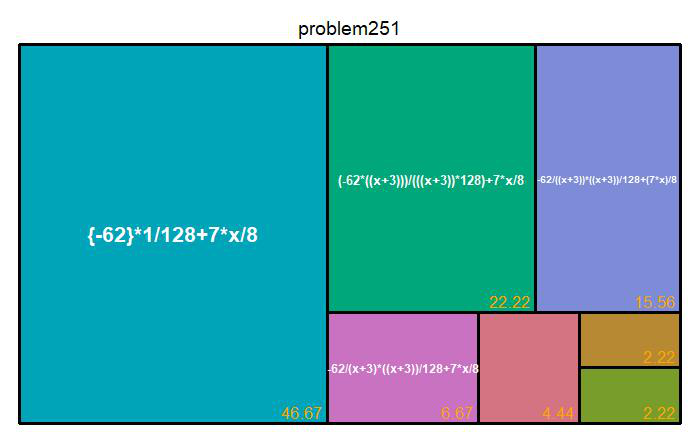 problem251
{-62}*1/128+7*x/8
46.67
(-62*((x+3)))/(((x+3))*128)+7*x/8
22.22
-62/((x+3))*((x+3))/128+(7*x)/8
15.56
-62/(x+3)*((x+3))/128+7*x/8
6.67
4.44
2.22
2.22